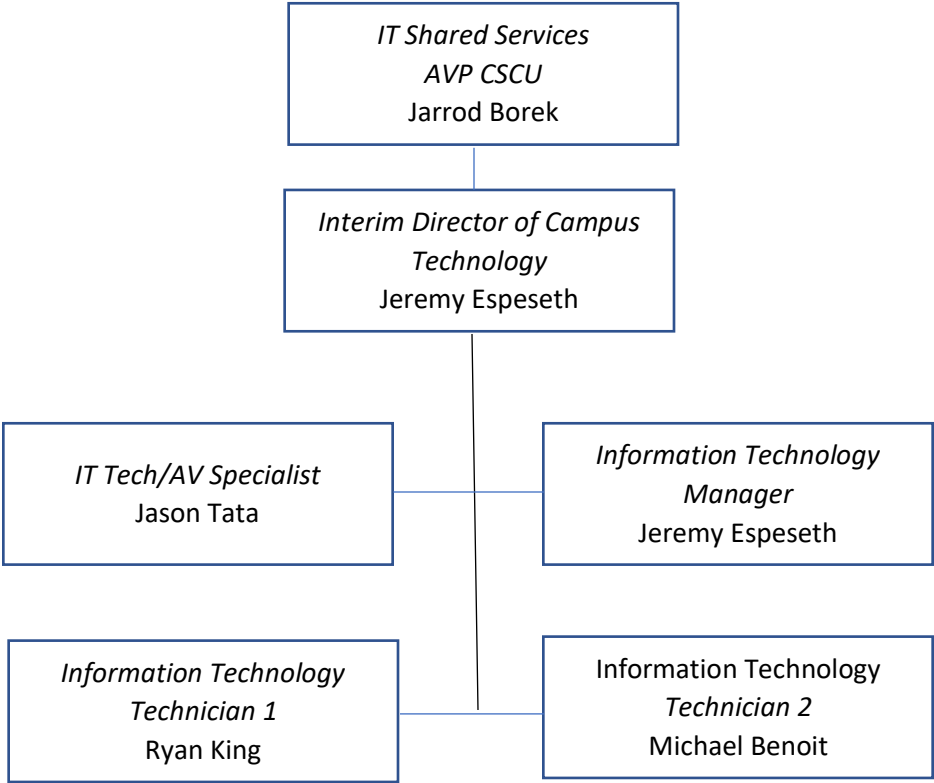 IT Shared Services
AVP CSCU
Jarrod Borek
Interim Director of Campus
Technology
Jeremy Espeseth
IT Tech/AV Specialist
Jason Tata
Information Technology
Manager
Jeremy Espeseth
Information Technology
Technician 1
Ryan King
Information Technology
Technician 2
Michael Benoit